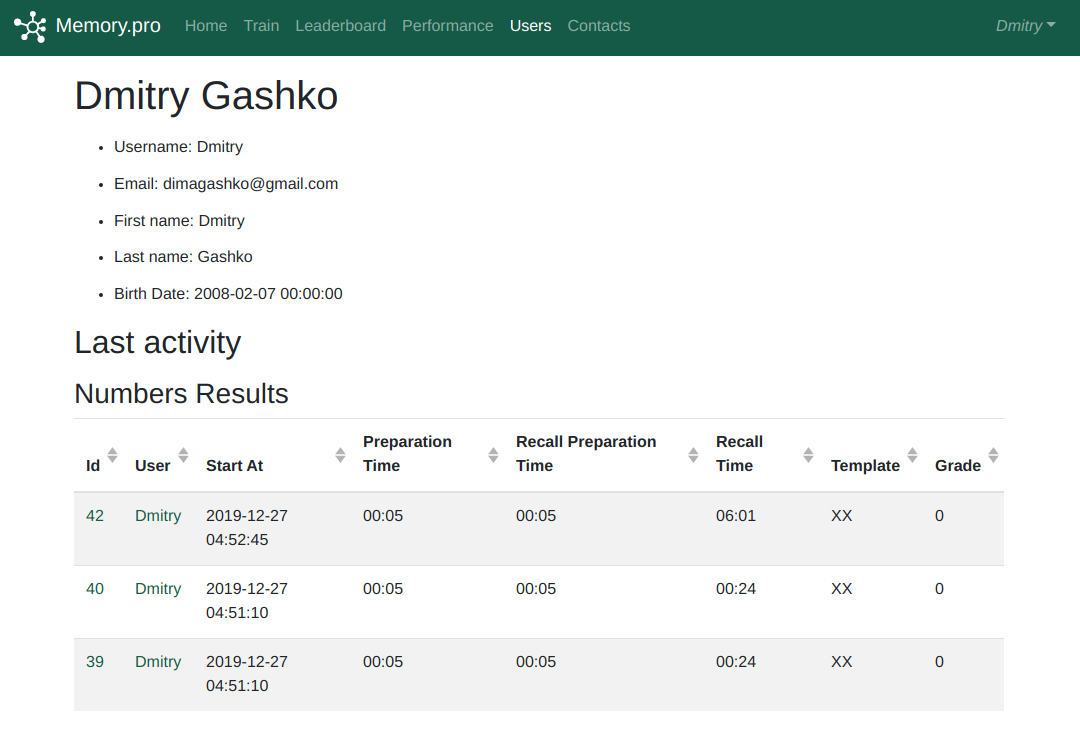 Memory.pro Home Train Leaderboard Performance Users Contacts Dmitry
Dmitry Gashko
Username: Dmitry
Email: dimagashko@gmail.com
First name: Dmitry
Last name: Gashko
Birth Date: 2008-02-07 00:00:00
Last activity
Numbers Results
Id User Start At Preparation Time Recall Preparation Time Recall Time Template Grade
42 Dmitry 2019-12-27 04:52:45 00:05 00:05 06:01 XX 0
40 Dmitry 2019-12-27 04:51:10 00:05 00:05 00:24 XX 0
39 Dmitry 2019-12-27 04:51:10 00:05 00:05 00:24 XX 0